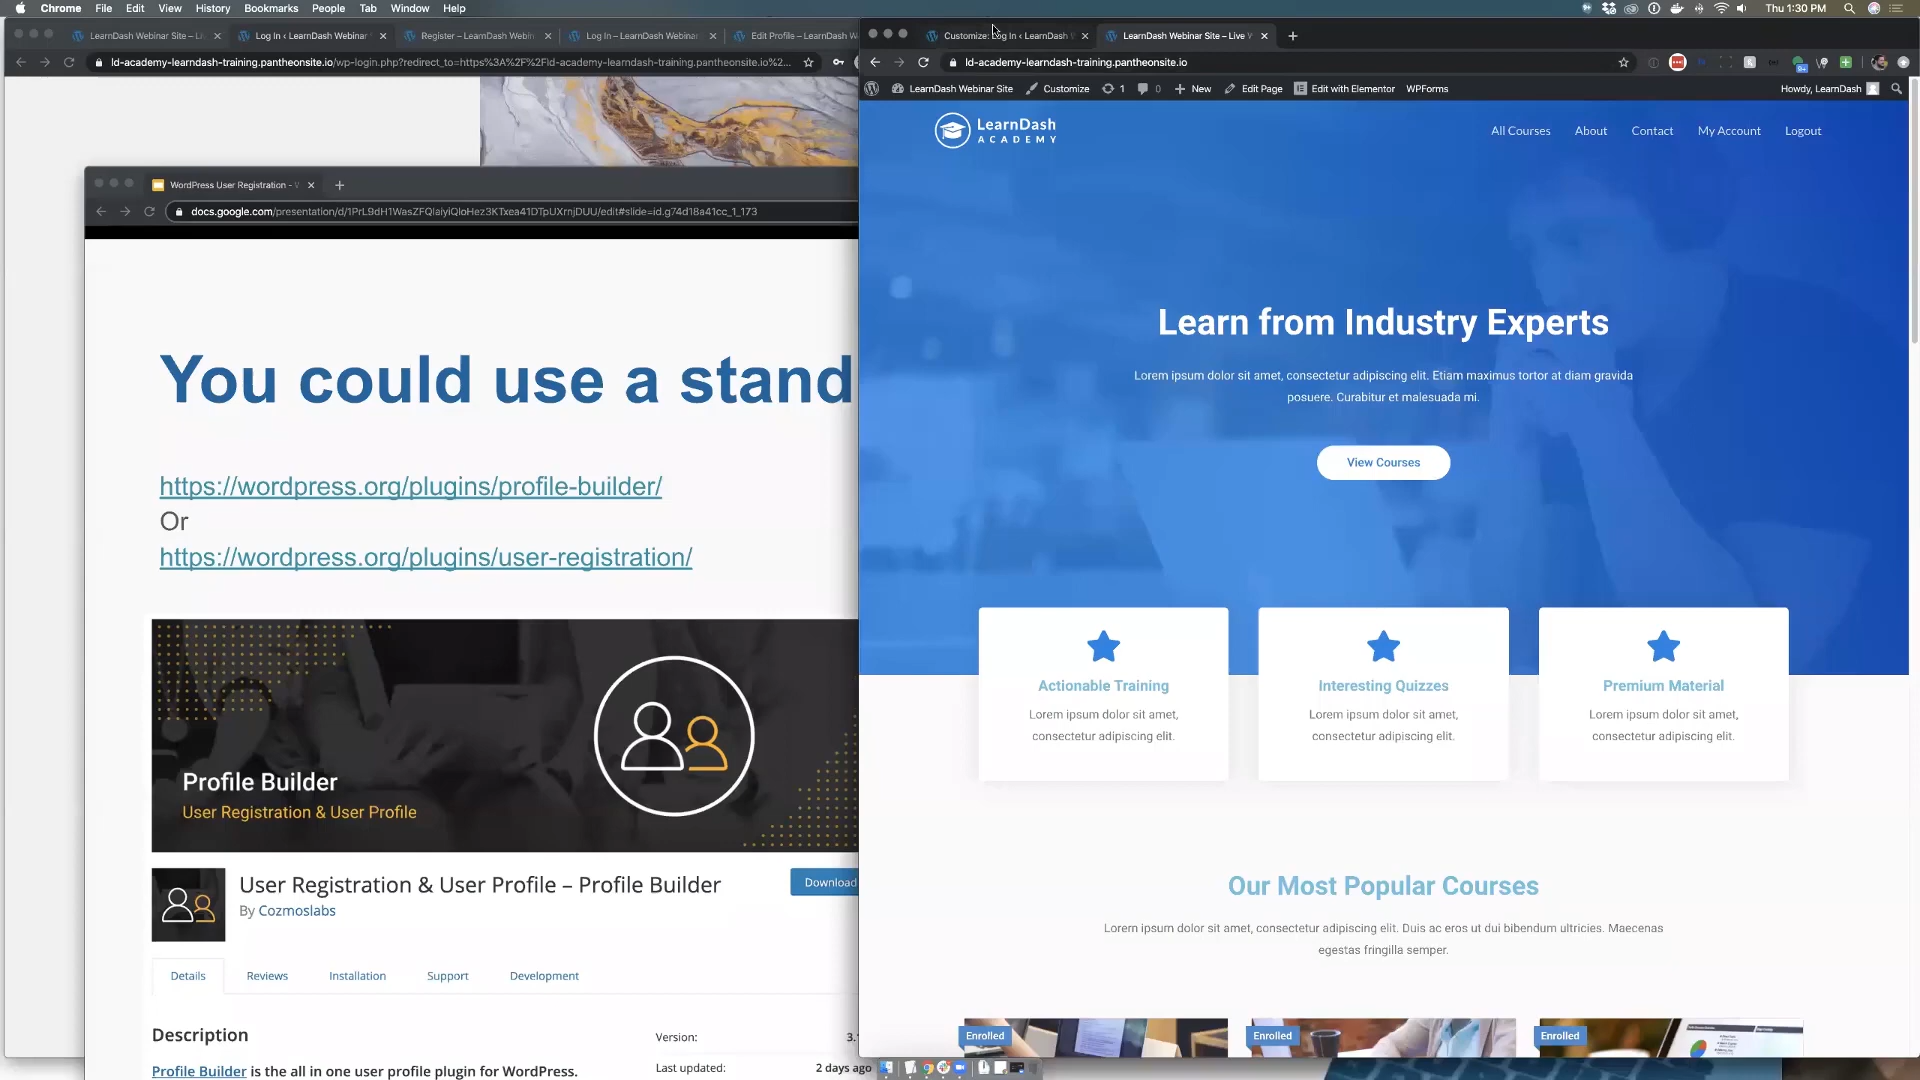 Chrome File Edit View History Bookmarks People Tab Window Help
Thu 1:30 PM
LearnDash Webinar Site – Li
Log In ‹ LearnDash Webinar
Register – LearnDash Webin
Log In – LearnDash Webinar
Edit Profile – LearnDash W
ld-academy-learndash-training.pantheonsite.io/wp-login.php?redirect_to=https%3A%2F%2Fld-academy-learndash-training.pantheonsite.io%2...
WordPress User Registration -
You could use a stand
https://wordpress.org/plugins/profile-builder/
Or
https://wordpress.org/plugins/user-registration/
Profile Builder
User Registration & User Profile
User Registration & User Profile – Profile Builder
Download
By Cozmoslabs
Details Reviews Installation Support Development
Description
Version: 3.
Last updated: 2 days ago
Profile Builder is the all in one user profile plugin for WordPress.
Customize: Log In ‹ LearnDash
LearnDash Webinar Site – Live
ld-academy-learndash-training.pantheonsite.io
LearnDash Webinar Site Customize 1 0 New Edit Page Edit with Elementor WPForms
Howdy, LearnDash
LearnDash
ACADEMY
All Courses About Contact My Account Logout
Learn from Industry Experts
Lorem ipsum dolor sit amet, consectetur adipiscing elit. Etiam maximus tortor at diam gravida
posuere. Curabitur et malesuada mi.
View Courses
Actionable Training
Lorem ipsum dolor sit amet,
consectetur adipiscing elit.
Interesting Quizzes
Lorem ipsum dolor sit amet,
consectetur adipiscing elit.
Premium Material
Lorem ipsum dolor sit amet,
consectetur adipiscing elit.
Our Most Popular Courses
Lorem ipsum dolor sit amet, consectetur adipiscing elit. Duis ac eros ut dui bibendum ultricies. Maecenas
egestas fringilla semper.
Enrolled
Enrolled
Enrolled